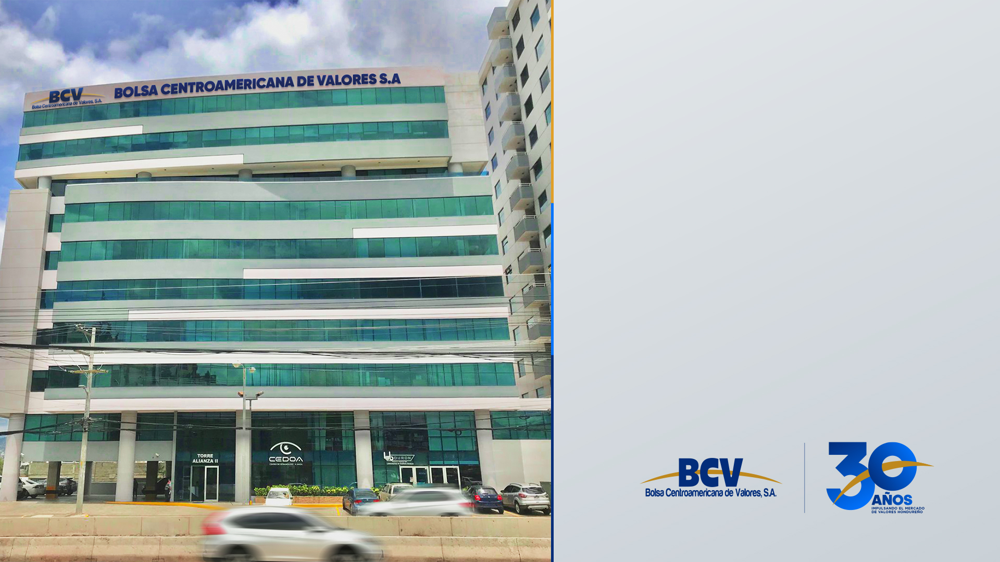 BCV
Bolsa Centroamericana de Valores, S.A.
BOLSA CENTROAMERICANA DE VALORES S.A
TORRE
ALIANZA II
CEDOA
DURON
BCV
Bolsa Centroamericana de Valores, S.A.
30
AÑOS
IMPULSANDO EL MERCADO
DE VALORES HONDUREÑO